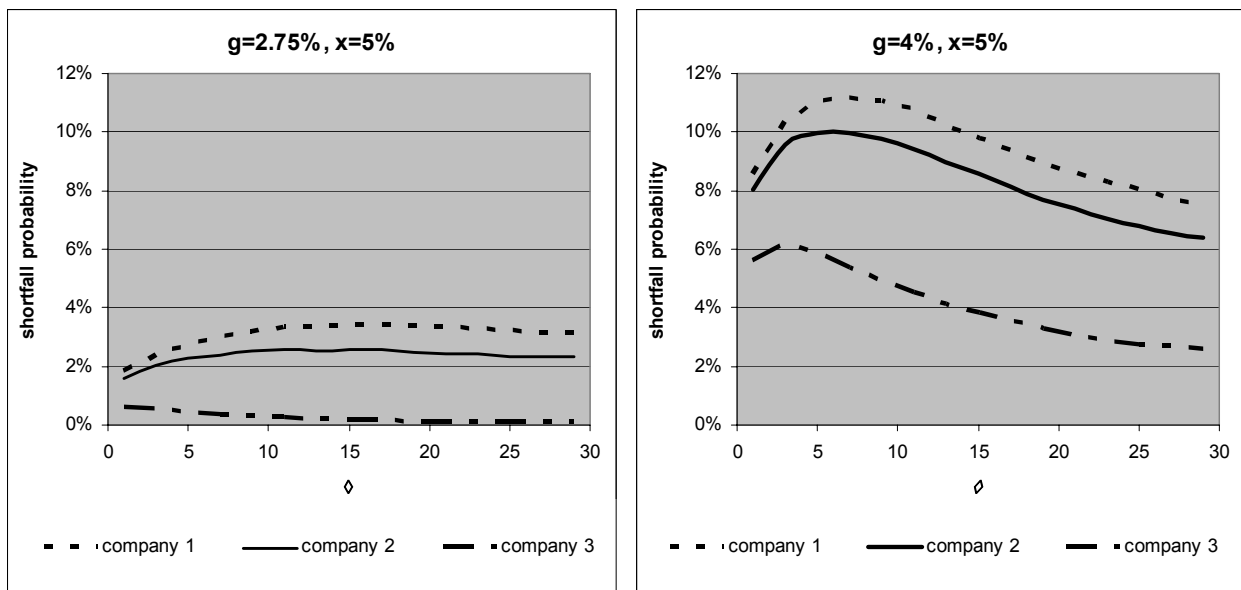 g=2.75%, x=5%
shortfall probability
12%
10%
8%
6%
4%
2%
0%
0 5 10 15 20 25 30
◊
company 1 company 2 company 3
g=4%, x=5%
shortfall probability
12%
10%
8%
6%
4%
2%
0%
0 5 10 15 20 25 30
◊
company 1 company 2 company 3